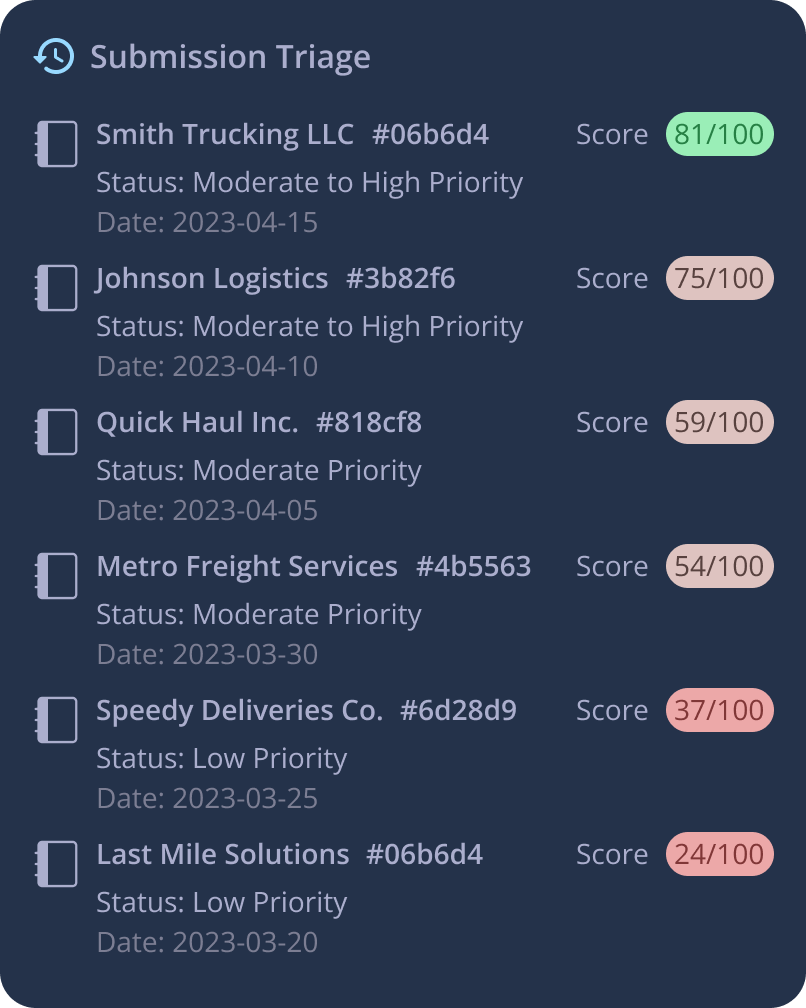 Submission Triage
Smith Trucking LLC #06b6d4 Score 81/100
Status: Moderate to High Priority
Date: 2023-04-15
Johnson Logistics #3b82f6 Score 75/100
Status: Moderate to High Priority
Date: 2023-04-10
Quick Haul Inc. #818cf8 Score 59/100
Status: Moderate Priority
Date: 2023-04-05
Metro Freight Services #4b5563 Score 54/100
Status: Moderate Priority
Date: 2023-03-30
Speedy Deliveries Co. #6d28d9 Score 37/100
Status: Low Priority
Date: 2023-03-25
Last Mile Solutions #06b6d4 Score 24/100
Status: Low Priority
Date: 2023-03-20